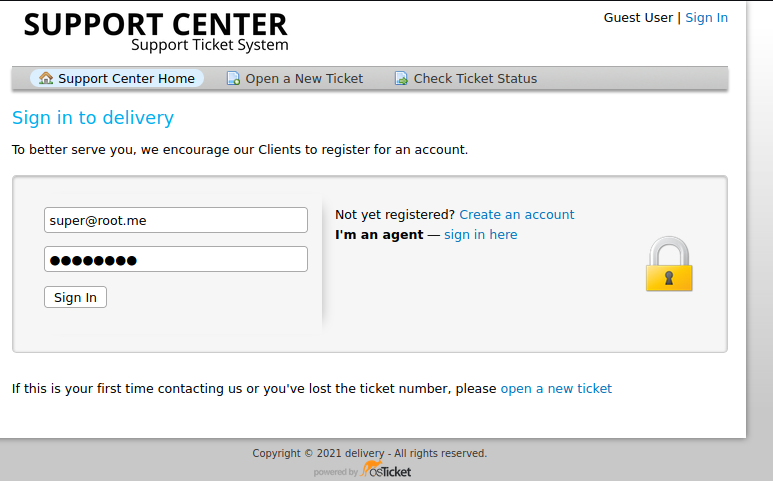 SUPPORT CENTER
Support Ticket System
Guest User | Sign In
Support Center Home
Open a New Ticket
Check Ticket Status
Sign in to delivery
To better serve you, we encourage our Clients to register for an account.
super@root.me
●●●●●●●●
Sign In
Not yet registered? Create an account
I'm an agent — sign in here
If this is your first time contacting us or you've lost the ticket number, please open a new ticket
Copyright © 2021 delivery - All rights reserved.
powered by osTicket